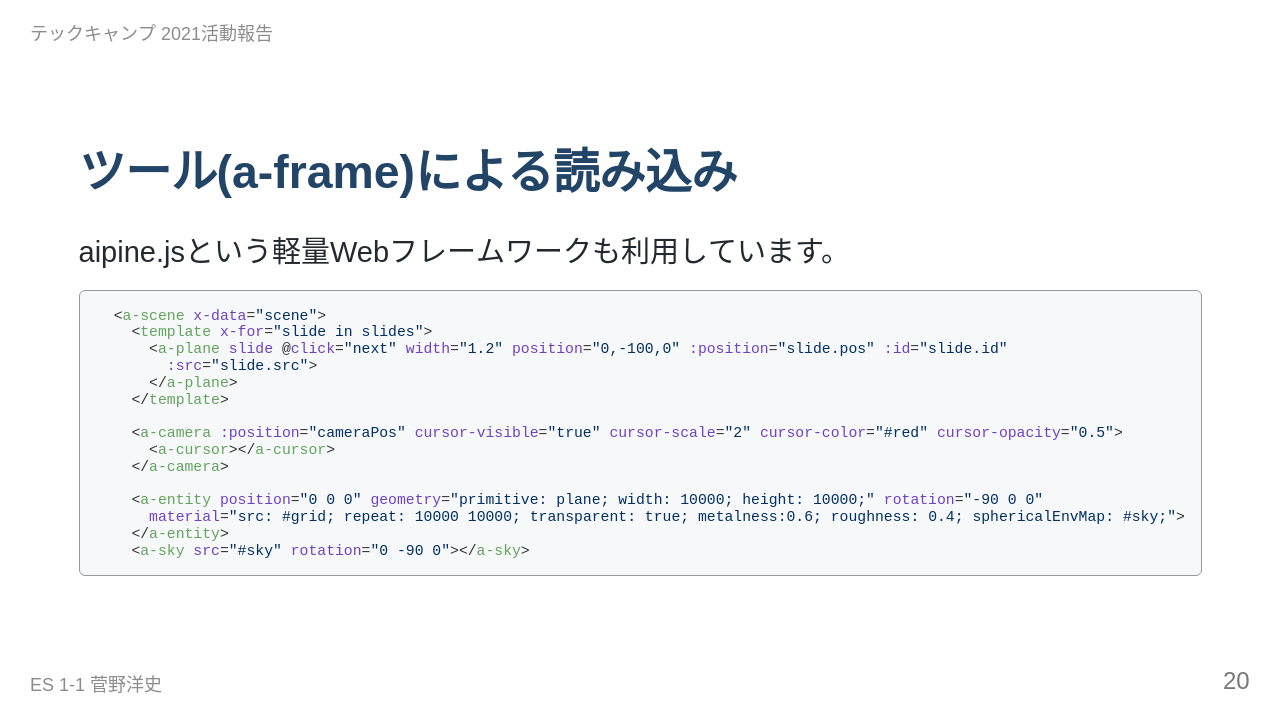 テックキャンプ 2021活動報告
ツール(a-frame)による読み込み
aipine.jsという軽量Webフレームワークも利用しています。
<a-scene x-data="scene">
  <template x-for="slide in slides">
    <a-plane slide @click="next" width="1.2" position="0,-100,0" :position="slide.pos" :id="slide.id"
      :src="slide.src">
    </a-plane>
  </template>

  <a-camera :position="cameraPos" cursor-visible="true" cursor-scale="2" cursor-color="#red" cursor-opacity="0.5">
    <a-cursor></a-cursor>
  </a-camera>

  <a-entity position="0 0 0" geometry="primitive: plane; width: 10000; height: 10000;" rotation="-90 0 0"
    material="src: #grid; repeat: 10000 10000; transparent: true; metalness:0.6; roughness: 0.4; sphericalEnvMap: #sky;">
  </a-entity>
  <a-sky src="#sky" rotation="0 -90 0"></a-sky>
ES 1-1 菅野洋史
20